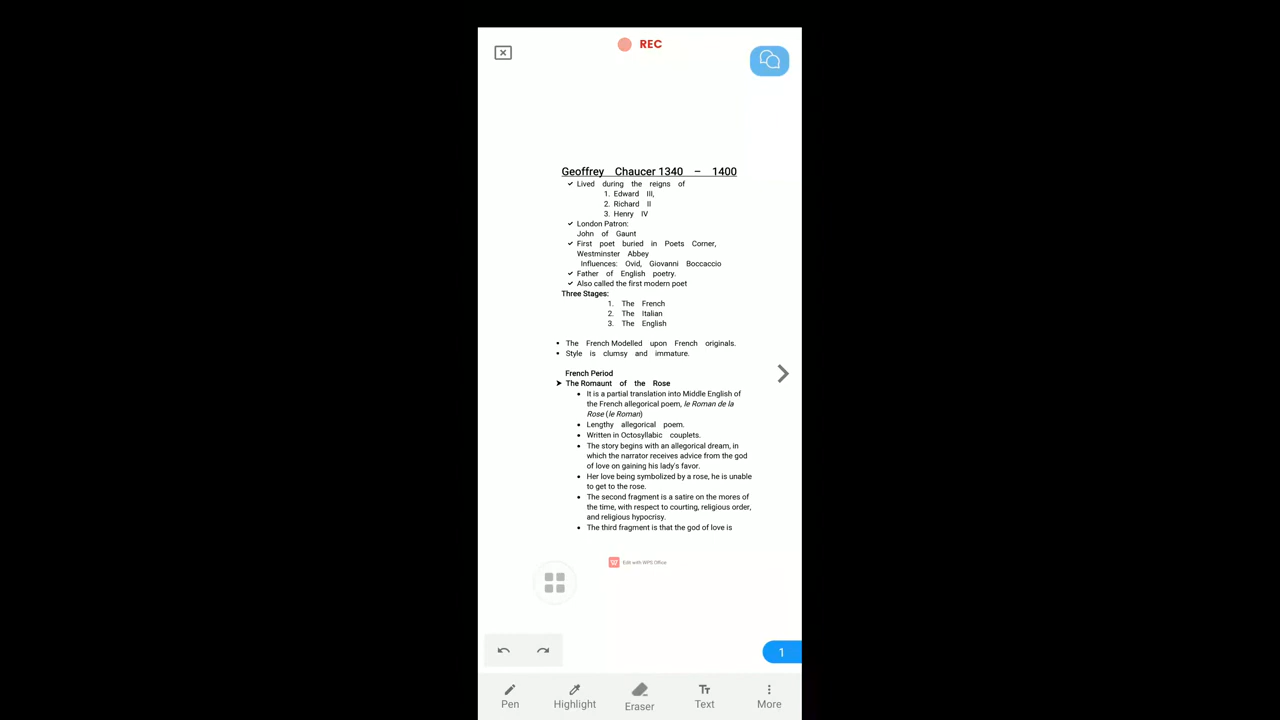 REC
Geoffrey Chaucer 1340 – 1400
✓ Lived during the reigns of
1. Edward III,
2. Richard II
3. Henry IV
✓ London Patron:
John of Gaunt
✓ First poet buried in Poets Corner,
Westminster Abbey
Influences: Ovid, Giovanni Boccaccio
✓ Father of English poetry.
✓ Also called the first modern poet
Three Stages:
1. The French
2. The Italian
3. The English
• The French Modelled upon French originals.
• Style is clumsy and immature.
French Period
➤ The Romaunt of the Rose
• It is a partial translation into Middle English of
the French allegorical poem, le Roman de la
Rose (le Roman)
• Lengthy allegorical poem.
• Written in Octosyllabic couplets.
• The story begins with an allegorical dream, in
which the narrator receives advice from the god
of love on gaining his lady's favor.
• Her love being symbolized by a rose, he is unable
to get to the rose.
• The second fragment is a satire on the mores of
the time, with respect to courting, religious order,
and religious hypocrisy.
• The third fragment is that the god of love is
Edit with WPS Office
1
Pen Highlight Eraser Text More